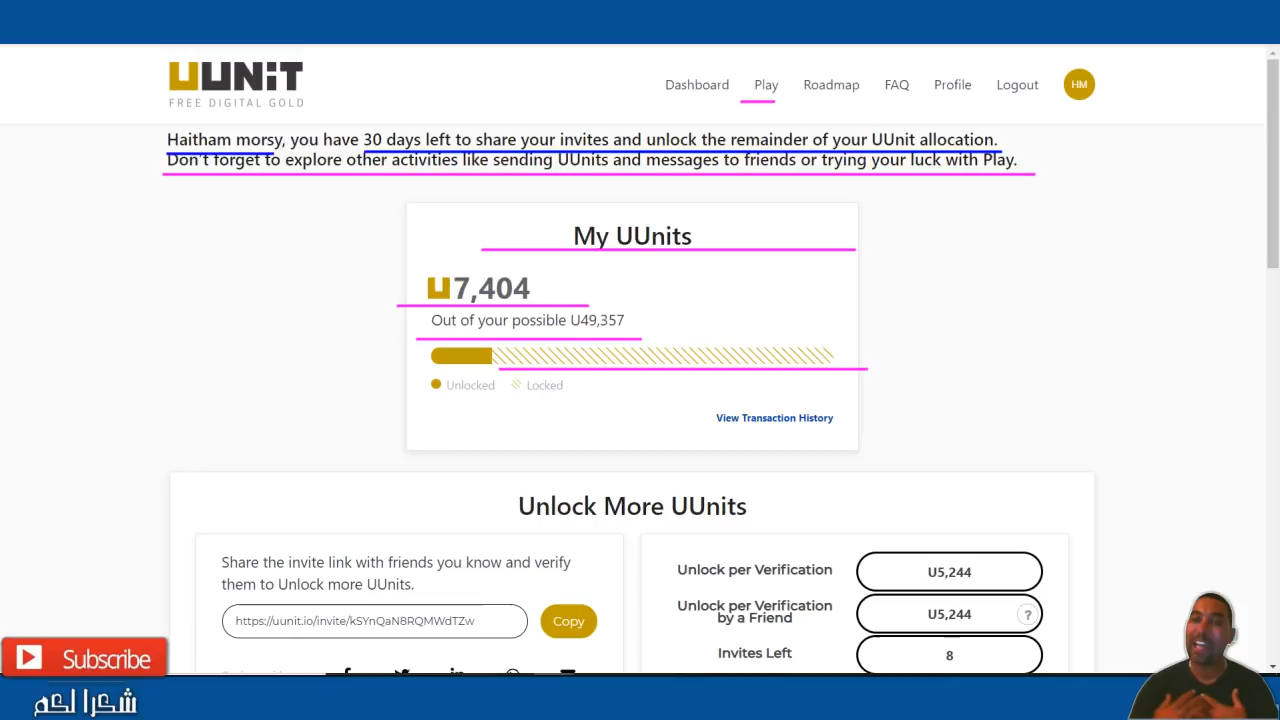 UUNIT
FREE DIGITAL GOLD
Dashboard
Play
Roadmap
FAQ
Profile
Logout
HM
Haitham morsy, you have 30 days left to share your invites and unlock the remainder of your UUnit allocation.
Don't forget to explore other activities like sending UUnits and messages to friends or trying your luck with Play.
My UUnits
U7,404
Out of your possible U49,357
Unlocked
Locked
View Transaction History
Unlock More UUnits
Share the invite link with friends you know and verify
them to Unlock more UUnits.
https://uunit.io/invite/kSYnQaN8RQMWdTZw
Copy
Unlock per Verification
U5,244
Unlock per Verification
by a Friend
U5,244
?
Invites Left
8
Subscribe
شكرا لكم